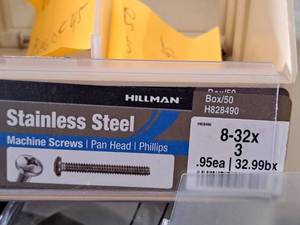 HILLMAN
Stainless Steel
Machine Screws | Pan Head | Phillips
Box/50
Box/50
H828490
8-32x
3
.95ea | 32.99bx